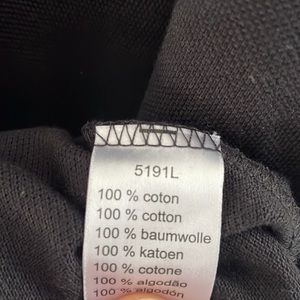 5191L
100 % coton
100 % cotton
100 % baumwolle
100 % katoen
100 % cotone
100 % algodão
100 % algodón